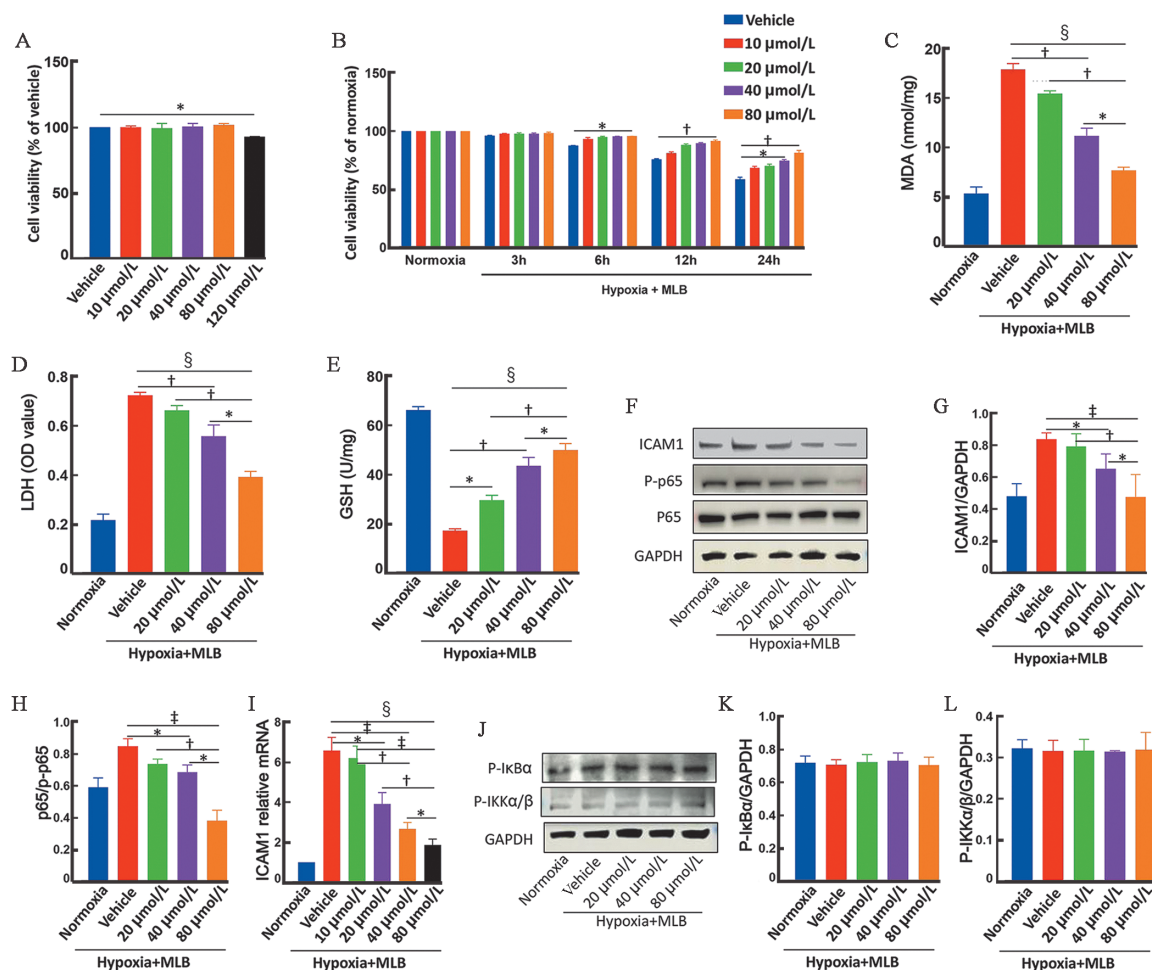 A
Cell viability (% of vehicle)
150
100
50
0
*
Vehicle
10 µmol/L
20 µmol/L
40 µmol/L
80 µmol/L
120 µmol/L
B
Vehicle
10 µmol/L
20 µmol/L
40 µmol/L
80 µmol/L
Cell viability (% of normoxia)
150
100
50
0
*
†
†
*
Normoxia
3h
6h
12h
24h
Hypoxia + MLB
C
MDA (nmol/mg)
20
15
10
5
0
§
†
†
*
Normoxia
Vehicle
20 µmol/L
40 µmol/L
80 µmol/L
Hypoxia+MLB
D
LDH (OD value)
0.8
0.6
0.4
0.2
0
§
†
†
*
Normoxia
Vehicle
20 µmol/L
40 µmol/L
80 µmol/L
Hypoxia+MLB
E
GSH (U/mg)
80
60
40
20
0
§
†
†
*
*
Normoxia
Vehicle
20 µmol/L
40 µmol/L
80 µmol/L
Hypoxia+MLB
F
ICAM1
P-p65
P65
GAPDH
Normoxia
Vehicle
20 µmol/L
40 µmol/L
80 µmol/L
Hypoxia+MLB
G
ICAM1/GAPDH
1.0
0.8
0.6
0.4
0.2
0
‡
*
†
*
Normoxia
Vehicle
20 µmol/L
40 µmol/L
80 µmol/L
Hypoxia+MLB
H
p65/p-p65
1.0
0.8
0.6
0.4
0.2
0
‡
*
†
*
Normoxia
Vehicle
20 µmol/L
40 µmol/L
80 µmol/L
Hypoxia+MLB
I
ICAM1 relative mRNA
8
6
4
2
0
§
‡
*
‡
†
†
*
Normoxia
Vehicle
10 µmol/L
20 µmol/L
40 µmol/L
80 µmol/L
Hypoxia+MLB
J
P-IκBα
P-IKKα/β
GAPDH
Normoxia
Vehicle
20 µmol/L
40 µmol/L
80 µmol/L
Hypoxia+MLB
K
P-IκBα/GAPDH
1.0
0.8
0.6
0.4
0.2
0
Normoxia
Vehicle
20 µmol/L
40 µmol/L
80 µmol/L
Hypoxia+MLB
L
P-IKKα/β/GAPDH
0.4
0.3
0.2
0.1
0
Normoxia
Vehicle
20 µmol/L
40 µmol/L
80 µmol/L
Hypoxia+MLB